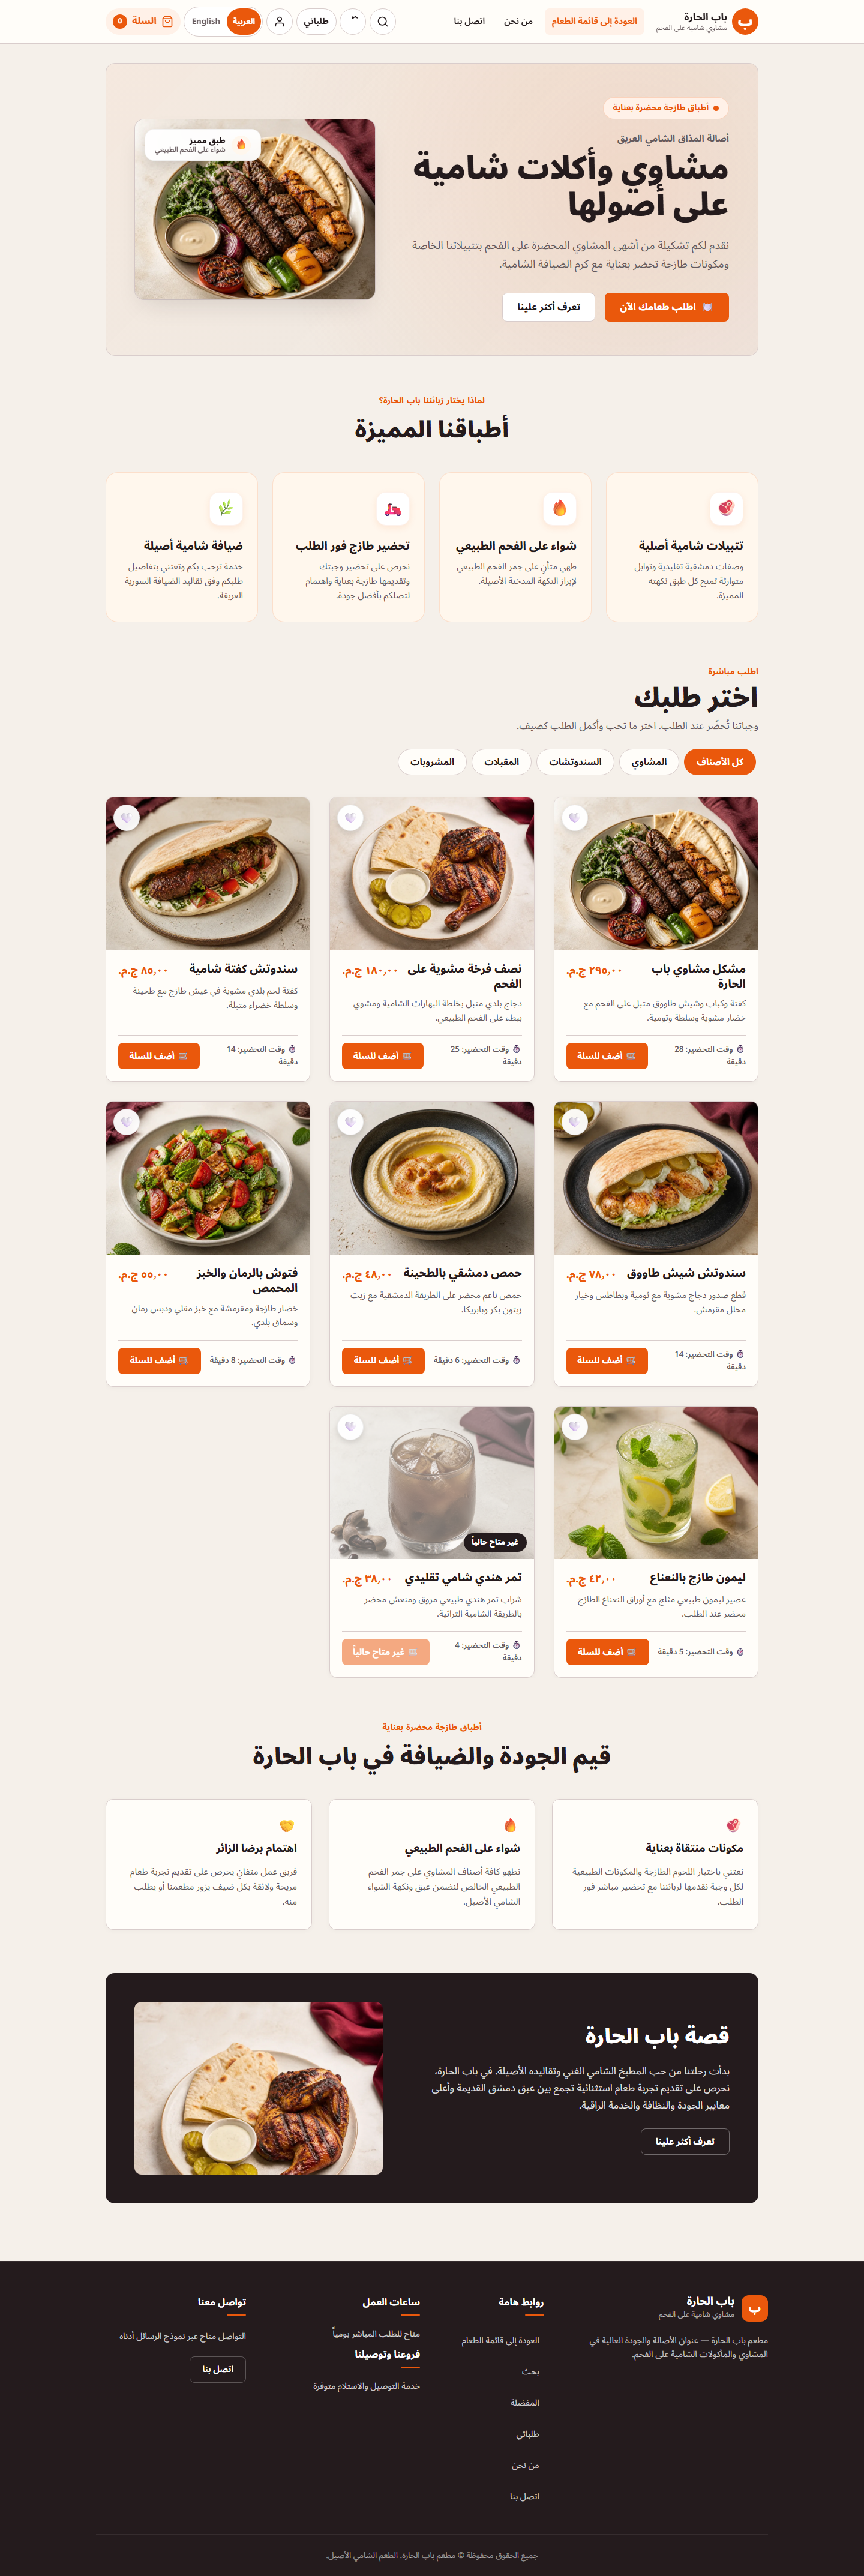 ب
باب الحارة
مشاوي شامية على الفحم
العودة إلى قائمة الطعام
من نحن
اتصل بنا
طلباتي
العربية
English
السلة
0
أطباق طازجة محضرة بعناية
أصالة المذاق الشامي العريق
مشاوي وأكلات شامية
على أصولها
نقدم لكم تشكيلة من أشهى المشاوي المحضرة على الفحم بتتبيلاتنا الخاصة
ومكونات طازجة تحضر بعناية مع كرم الضيافة الشامية.
اطلب طعامك الآن
تعرف أكثر علينا
طبق مميز
شواء على الفحم الطبيعي
لماذا يختار زبائننا باب الحارة؟
أطباقنا المميزة
تتبيلات شامية أصلية
وصفات دمشقية تقليدية وتوابل
متوارثة تمنح كل طبق نكهته
المميزة.
شواء على الفحم الطبيعي
طهي متأنٍ على جمر الفحم الطبيعي
لإبراز النكهة المدخنة الأصيلة.
تحضير طازج فور الطلب
نحرص على تحضير وجبتك
وتقديمها طازجة بعناية واهتمام
لتصلكم بأفضل جودة.
ضيافة شامية أصيلة
خدمة ترحب بكم وتعتني بتفاصيل
طلبكم وفق تقاليد الضيافة السورية
العريقة.
اطلب مباشرة
اختر طلبك
وجباتنا تُحضّر عند الطلب. اختر ما تحب وأكمل الطلب كضيف.
كل الأصناف
المشاوي
السندوتشات
المقبلات
المشروبات
مشكل مشاوي باب
الحارة
٢٩٥٫٠٠ ج.م.
كفتة وكباب وشيش طاووق متبل على الفحم مع
خضار مشوية وسلطة وثومية.
وقت التحضير: 28
دقيقة
أضف للسلة
نصف فرخة مشوية على
الفحم
١٨٠٫٠٠ ج.م.
دجاج بلدي متبل بخلطة البهارات الشامية ومشوي
ببطء على الفحم الطبيعي.
وقت التحضير: 25
دقيقة
أضف للسلة
سندوتش كفتة شامية
٨٥٫٠٠ ج.م.
كفتة لحم بلدي مشوية في عيش طازج مع طحينة
وسلطة خضراء متبلة.
وقت التحضير: 14
دقيقة
أضف للسلة
سندوتش شيش طاووق
٧٨٫٠٠ ج.م.
قطع صدور دجاج مشوية مع ثومية وبطاطس وخيار
مخلل مقرمش.
وقت التحضير: 14
دقيقة
أضف للسلة
حمص دمشقي بالطحينة
٤٨٫٠٠ ج.م.
حمص ناعم محضر على الطريقة الدمشقية مع زيت
زيتون بكر وبابريكا.
وقت التحضير: 6 دقيقة
أضف للسلة
فتوش بالرمان والخبز
المحمص
٥٥٫٠٠ ج.م.
خضار طازجة ومقرمشة مع خبز مقلي ودبس رمان
وسماق بلدي.
وقت التحضير: 8 دقيقة
أضف للسلة
ليمون طازج بالنعناع
٤٢٫٠٠ ج.م.
عصير ليمون طبيعي مثلج مع أوراق النعناع الطازج
محضر عند الطلب.
وقت التحضير: 5 دقيقة
أضف للسلة
غير متاح حالياً
تمر هندي شامي تقليدي
٣٨٫٠٠ ج.م.
شراب تمر هندي طبيعي مروق ومنعش محضر
بالطريقة الشامية التراثية.
وقت التحضير: 4
دقيقة
غير متاح حالياً
أطباق طازجة محضرة بعناية
قيم الجودة والضيافة في باب الحارة
مكونات منتقاة بعناية
نعتني باختيار اللحوم الطازجة والمكونات الطبيعية
لكل وجبة نقدمها لزبائننا مع تحضير مباشر فور
الطلب.
شواء على الفحم الطبيعي
نطهو كافة أصناف المشاوي على جمر الفحم
الطبيعي الخالص لنضمن عبق ونكهة الشواء
الشامي الأصيل.
اهتمام برضا الزائر
فريق عمل متفانٍ يحرص على تقديم تجربة طعام
مريحة ولائقة بكل ضيف يزور مطعمنا أو يطلب
منه.
قصة باب الحارة
بدأت رحلتنا من حب المطبخ الشامي الغني وتقاليده الأصيلة. في باب الحارة،
نحرص على تقديم تجربة طعام استثنائية تجمع بين عبق دمشق القديمة وأعلى
معايير الجودة والنظافة والخدمة الراقية.
تعرف أكثر علينا
ب
باب الحارة
مشاوي شامية على الفحم
مطعم باب الحارة — عنوان الأصالة والجودة العالية في
المشاوي والمأكولات الشامية على الفحم.
روابط هامة
العودة إلى قائمة الطعام
بحث
المفضلة
طلباتي
من نحن
اتصل بنا
ساعات العمل
متاح للطلب المباشر يومياً
فروعنا وتوصيلنا
خدمة التوصيل والاستلام متوفرة
تواصل معنا
التواصل متاح عبر نموذج الرسائل أدناه
اتصل بنا
جميع الحقوق محفوظة © مطعم باب الحارة. الطعم الشامي الأصيل.